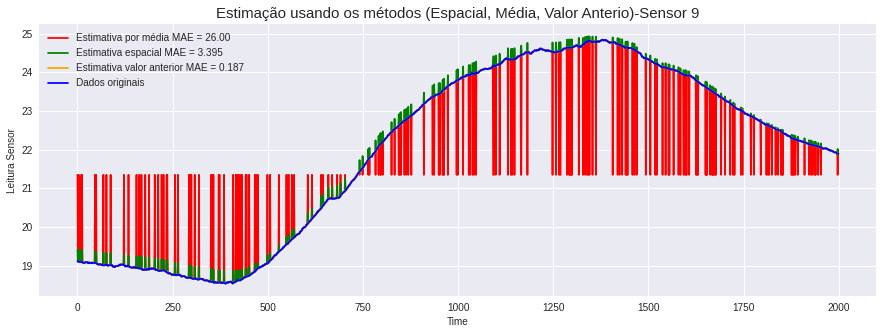 Estimação usando os métodos (Espacial, Média, Valor Anterio)-Sensor 9
Estimativa por média MAE = 26.00
Estimativa espacial MAE = 3.395
Estimativa valor anterior MAE = 0.187
Dados originais
Leitura Sensor
25
24
23
22
21
20
19
0 250 500 750 1000 1250 1500 1750 2000
Time